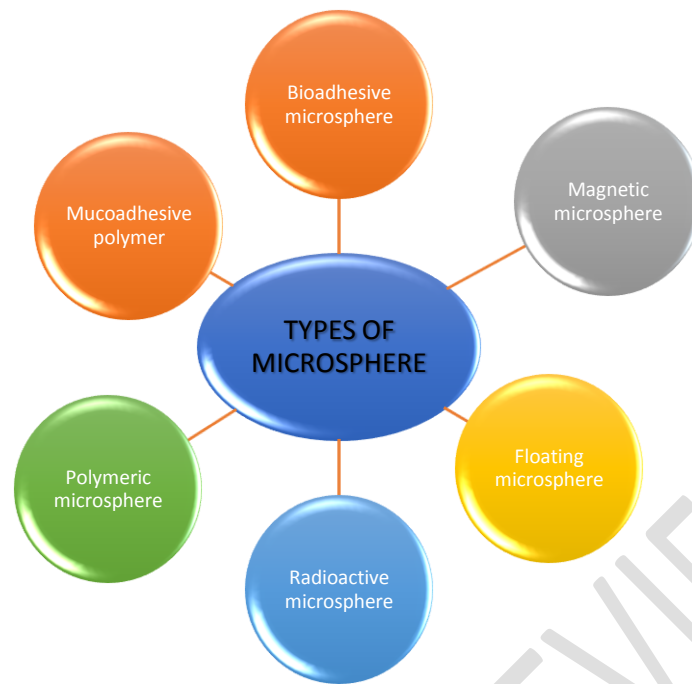 Bioadhesive
microsphere
Magnetic
microsphere
Floating
microsphere
Radioactive
microsphere
Polymeric
microsphere
Mucoadhesive
polymer
TYPES OF
MICROSPHERE